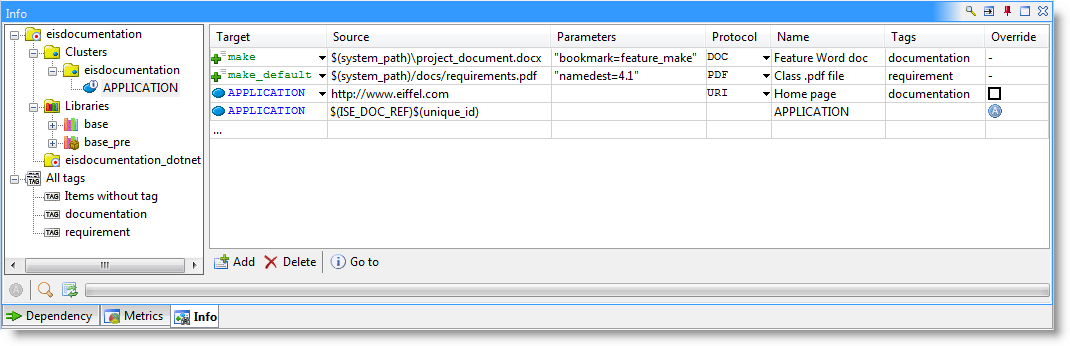 Info
eisdocumentation
Clusters
eisdocumentation
APPLICATION
Libraries
base
base_pre
eisdocumentation_dotnet
All tags
TAG Items without tag
TAG documentation
TAG requirement
Target Source Parameters Protocol Name Tags Override
make $(system_path)\project_document.docx "bookmark=feature_make" DOC Feature Word doc documentation -
make_default $(system_path)/docs/requirements.pdf "namedest=4.1" PDF Class .pdf file requirement -
APPLICATION http://www.eiffel.com URI Home page documentation
APPLICATION $(ISE_DOC_REF)$(unique_id) APPLICATION A
...
Add Delete Go to
Dependency Metrics Info